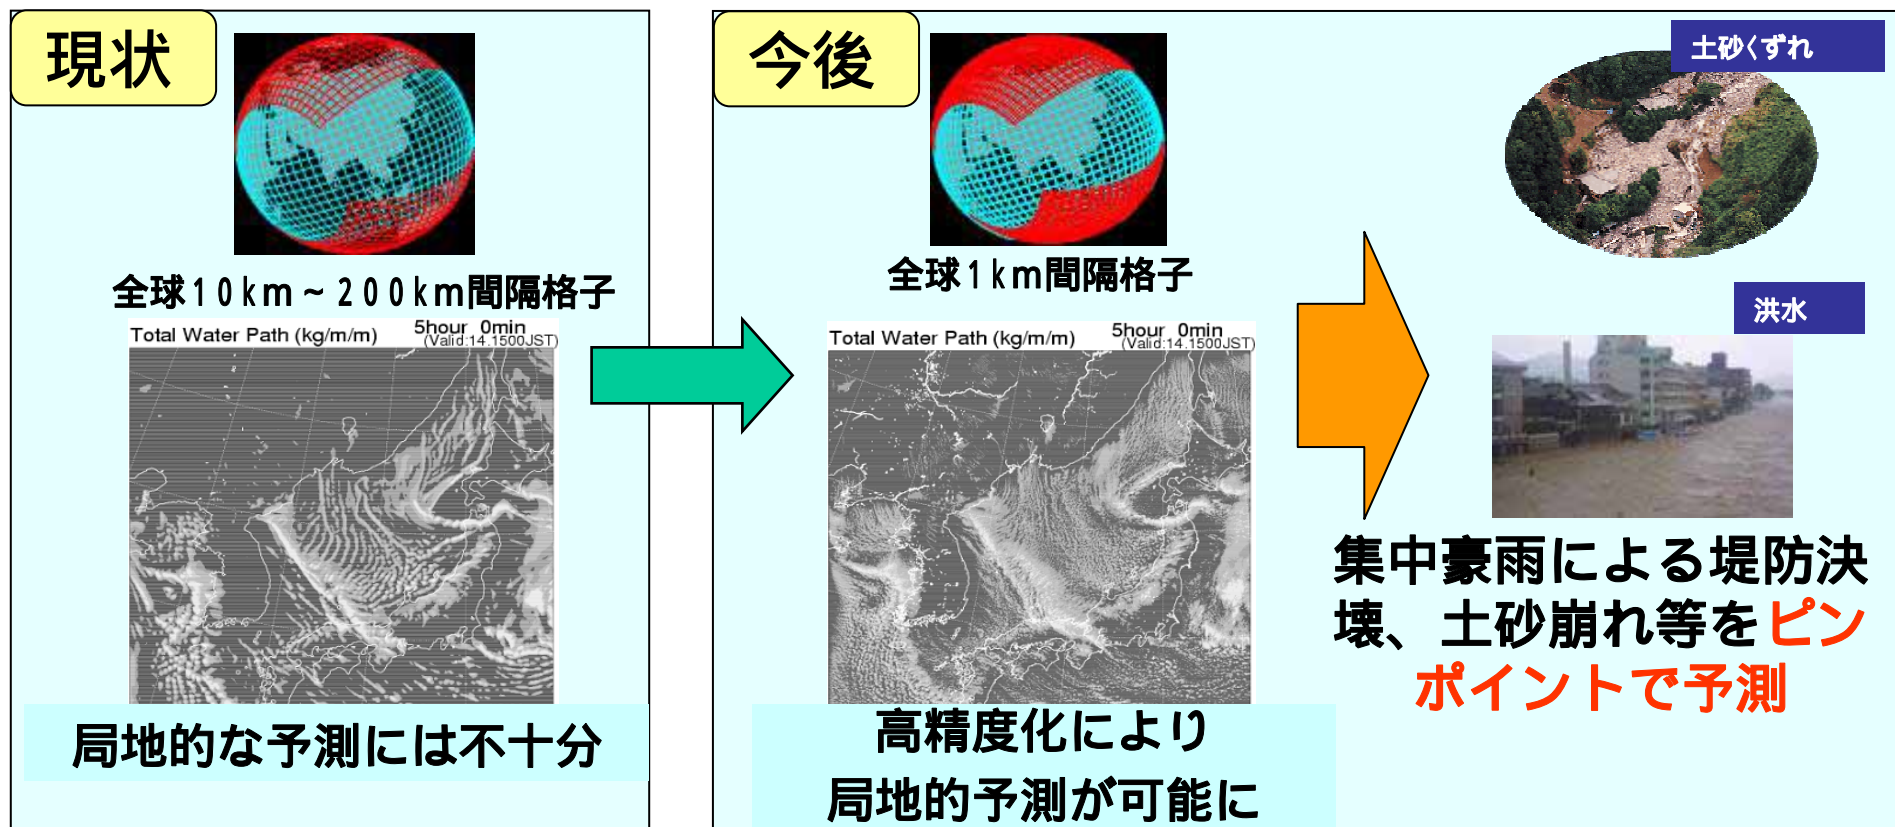 現状
全球10km~200km間隔格子
Total Water Path (kg/m/m)
5hour 0min
(Valid:14.1500JST)
局地的な予測には不十分
今後
全球1km間隔格子
Total Water Path (kg/m/m)
5hour 0min
(Valid:14.1500JST)
高精度化により
局地的予測が可能に
土砂くずれ
洪水
集中豪雨による堤防決
壊、土砂崩れ等をピン
ポイントで予測